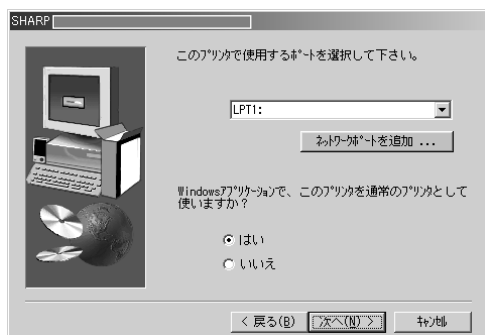 SHARP
このﾌﾟﾘﾝﾀで使用するﾎﾟｰﾄを選択して下さい。
LPT1:
ﾈｯﾄﾜｰｸﾎﾟｰﾄを追加 ...
Windowsｱﾌﾟﾘｹｰｼｮﾝで、このﾌﾟﾘﾝﾀを通常のﾌﾟﾘﾝﾀとして
使いますか？
はい
いいえ
< 戻る(B)
次へ(N) >
ｷｬﾝｾﾙ